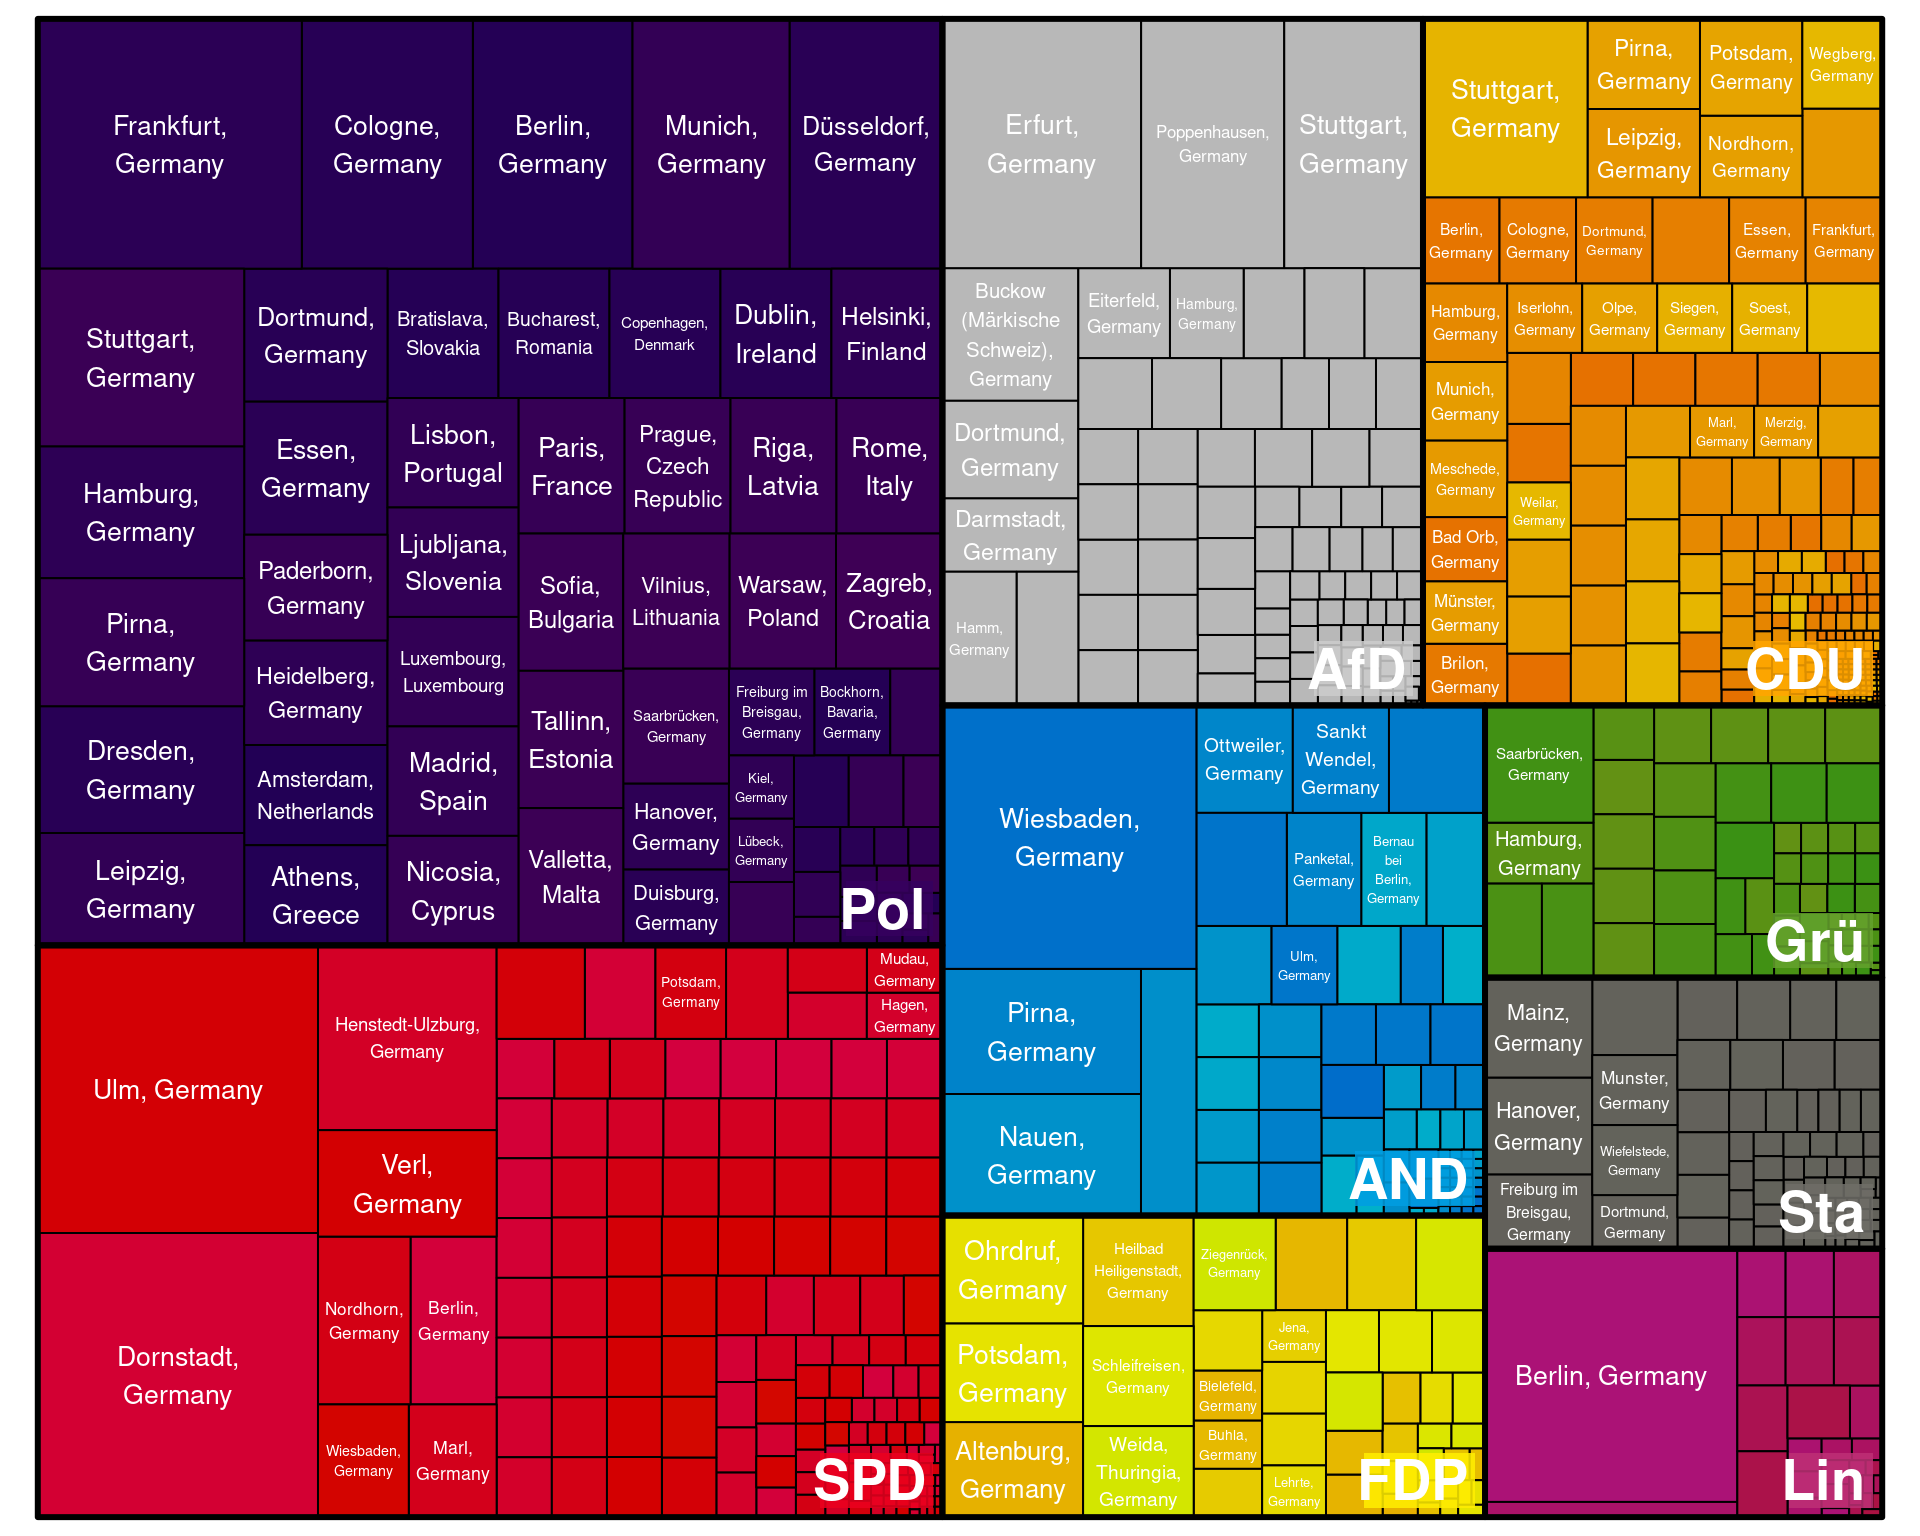 Frankfurt,
Germany
Cologne,
Germany
Berlin,
Germany
Munich,
Germany
Düsseldorf,
Germany
Stuttgart,
Germany
Hamburg,
Germany
Pirna,
Germany
Dresden,
Germany
Leipzig,
Germany
Dortmund,
Germany
Essen,
Germany
Paderborn,
Germany
Heidelberg,
Germany
Amsterdam,
Netherlands
Athens,
Greece
Bratislava,
Slovakia
Bucharest,
Romania
Copenhagen,
Denmark
Dublin,
Ireland
Helsinki,
Finland
Lisbon,
Portugal
Ljubljana,
Slovenia
Luxembourg,
Luxembourg
Madrid,
Spain
Nicosia,
Cyprus
Paris,
France
Prague,
Czech
Republic
Riga,
Latvia
Rome,
Italy
Sofia,
Bulgaria
Vilnius,
Lithuania
Warsaw,
Poland
Zagreb,
Croatia
Tallinn,
Estonia
Valletta,
Malta
Saarbrücken,
Germany
Hanover,
Germany
Duisburg,
Germany
Freiburg im
Breisgau,
Germany
Bockhorn,
Bavaria,
Germany
Kiel,
Germany
Lübeck,
Germany
Pol
Erfurt,
Germany
Poppenhausen,
Germany
Stuttgart,
Germany
Buckow
(Märkische
Schweiz),
Germany
Dortmund,
Germany
Darmstadt,
Germany
Hamm,
Germany
Eiterfeld,
Germany
Hamburg,
Germany
AfD
Stuttgart,
Germany
Pirna,
Germany
Leipzig,
Germany
Potsdam,
Germany
Nordhorn,
Germany
Wegberg,
Germany
Berlin,
Germany
Cologne,
Germany
Dortmund,
Germany
Essen,
Germany
Frankfurt,
Germany
Hamburg,
Germany
Munich,
Germany
Meschede,
Germany
Bad Orb,
Germany
Münster,
Germany
Brilon,
Germany
Iserlohn,
Germany
Olpe,
Germany
Siegen,
Germany
Soest,
Germany
Marl,
Germany
Merzig,
Germany
Weilar,
Germany
CDU
Ulm, Germany
Dornstadt,
Germany
Henstedt-Ulzburg,
Germany
Verl,
Germany
Nordhorn,
Germany
Berlin,
Germany
Wiesbaden,
Germany
Marl,
Germany
Potsdam,
Germany
Mudau,
Germany
Hagen,
Germany
SPD
Wiesbaden,
Germany
Pirna,
Germany
Nauen,
Germany
Ottweiler,
Germany
Sankt
Wendel,
Germany
Panketal,
Germany
Bernau
bei
Berlin,
Germany
Ulm,
Germany
AND
Ohrdruf,
Germany
Potsdam,
Germany
Altenburg,
Germany
Heilbad
Heiligenstadt,
Germany
Schleifreisen,
Germany
Weida,
Thuringia,
Germany
Ziegenrück,
Germany
Bielefeld,
Germany
Buhla,
Germany
Jena,
Germany
Lehrte,
Germany
FDP
Saarbrücken,
Germany
Hamburg,
Germany
Grü
Mainz,
Germany
Hanover,
Germany
Freiburg im
Breisgau,
Germany
Munster,
Germany
Wiefelstede,
Germany
Dortmund,
Germany
Sta
Berlin, Germany
Lin